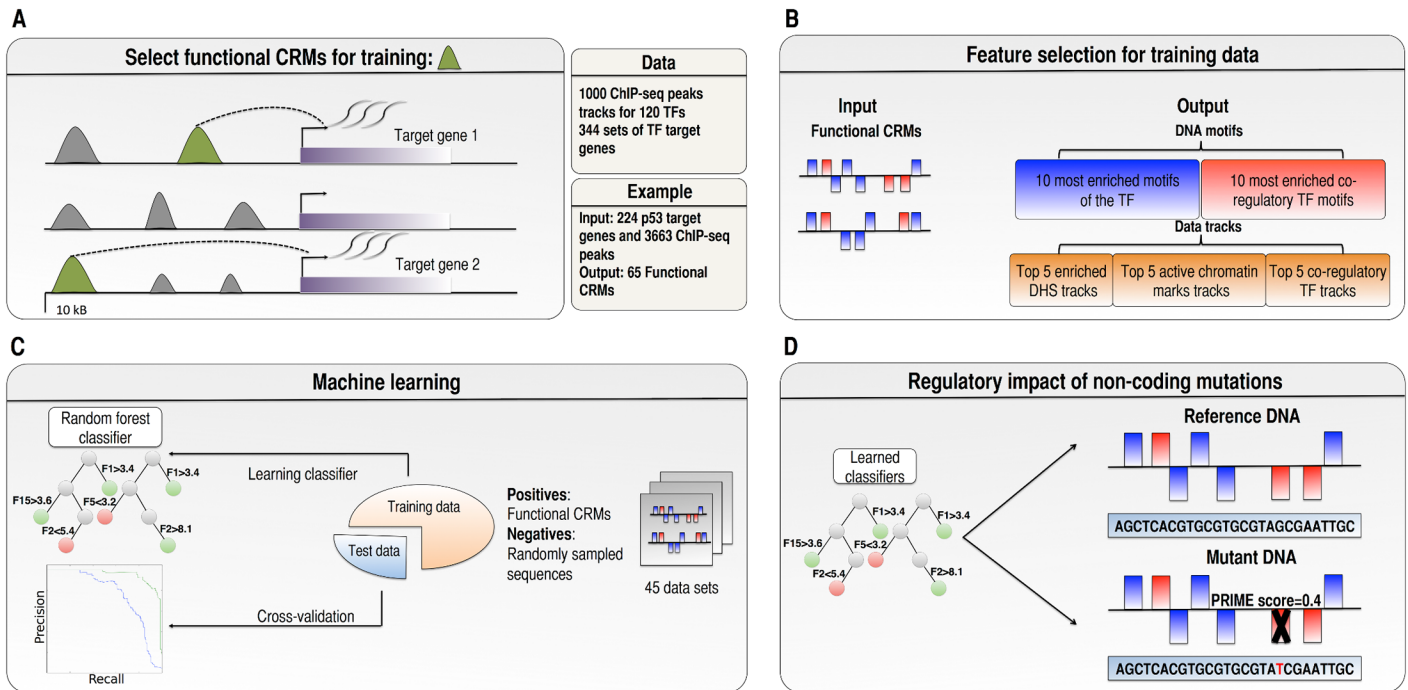 A
Select functional CRMs for training:
Target gene 1
Target gene 2
10 kB
Data
1000 ChIP-seq peaks
tracks for 120 TFs
344 sets of TF target
genes
Example
Input: 224 p53 target
genes and 3663 ChIP-seq
peaks
Output: 65 Functional
CRMs
B
Feature selection for training data
Input
Functional CRMs
Output
DNA motifs
10 most enriched motifs
of the TF
10 most enriched co-
regulatory TF motifs
Data tracks
Top 5 enriched
DHS tracks
Top 5 active chromatin
marks tracks
Top 5 co-regulatory
TF tracks
C
Machine learning
Random forest
classifier
F1>3.4
F1>3.4
F15>3.6
F5<3.2
F2<5.4
F2>8.1
Learning classifier
Training data
Test data
Cross-validation
Precision
Recall
Positives:
Functional CRMs
Negatives:
Randomly sampled
sequences
45 data sets
D
Regulatory impact of non-coding mutations
Learned
classifiers
F1>3.4
F1>3.4
F15>3.6
F5<3.2
F2<5.4
F2>8.1
Reference DNA
AGCTCACGTGCGTGCGTAGCGAATTGC
Mutant DNA
PRIME score=0.4
AGCTCACGTGCGTGCGTATCGAATTGC